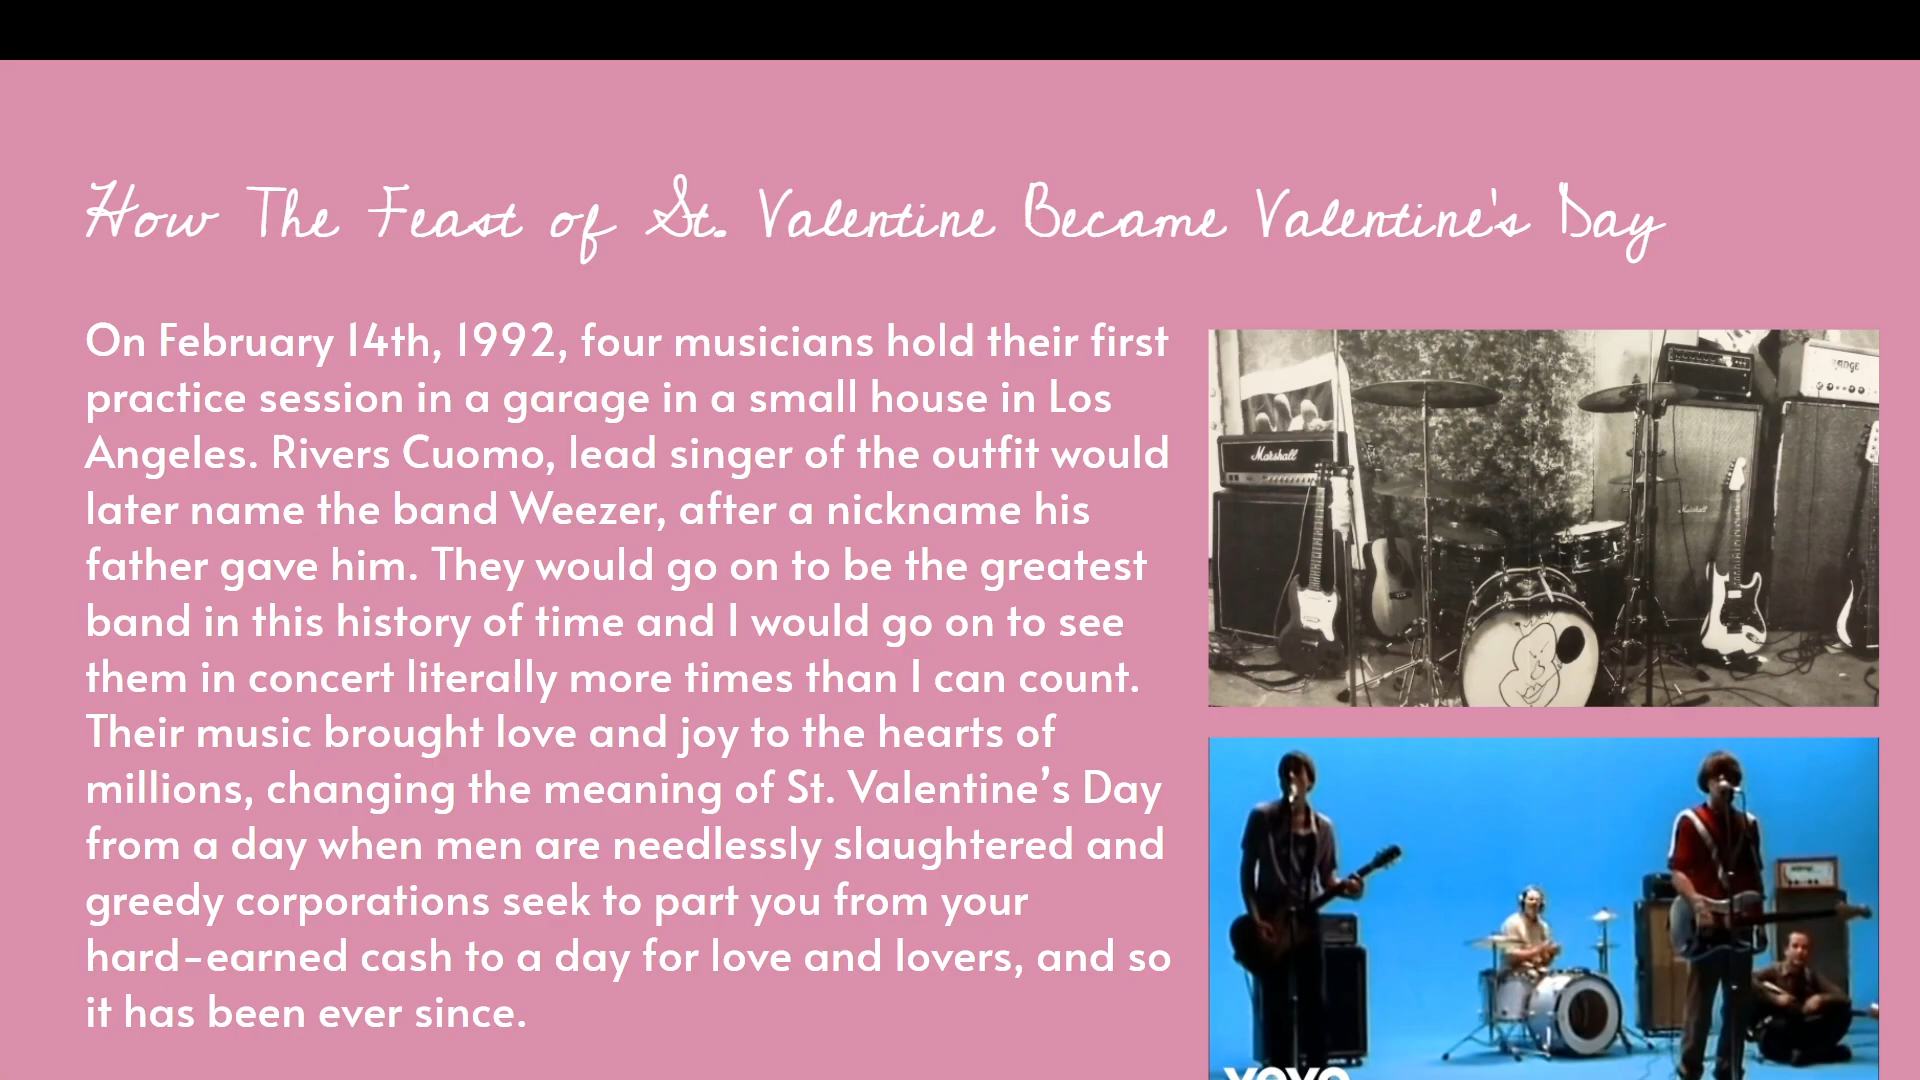 How The Feast of St. Valentine Became Valentine's Day
On February 14th, 1992, four musicians hold their first
practice session in a garage in a small house in Los
Angeles. Rivers Cuomo, lead singer of the outfit would
later name the band Weezer, after a nickname his
father gave him. They would go on to be the greatest
band in this history of time and I would go on to see
them in concert literally more times than I can count.
Their music brought love and joy to the hearts of
millions, changing the meaning of St. Valentine’s Day
from a day when men are needlessly slaughtered and
greedy corporations seek to part you from your
hard-earned cash to a day for love and lovers, and so
it has been ever since.
Marshall
Marshall
vevo